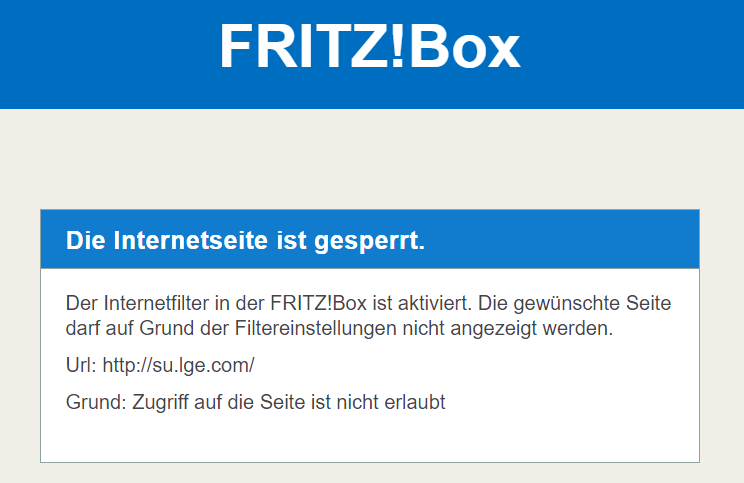 FRITZ!Box
Die Internetseite ist gesperrt.
Der Internetfilter in der FRITZ!Box ist aktiviert. Die gewünschte Seite
darf auf Grund der Filtereinstellungen nicht angezeigt werden.
Url: http://su.lge.com/
Grund: Zugriff auf die Seite ist nicht erlaubt